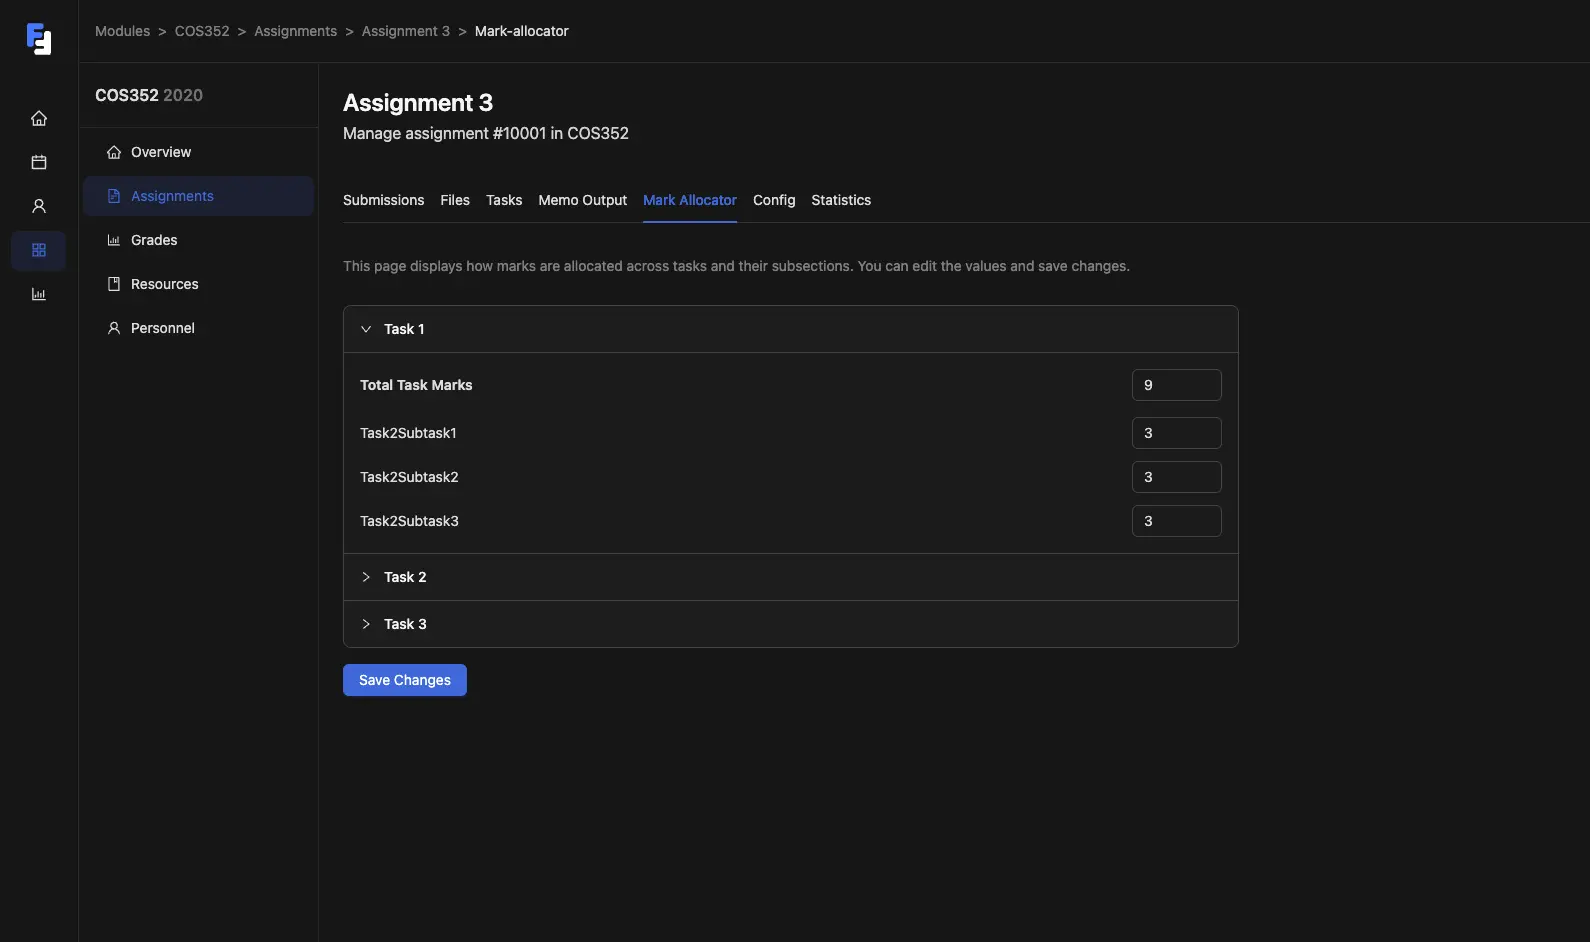 Modules > COS352 > Assignments > Assignment 3 > Mark-allocator
COS352 2020
Overview
Assignments
Grades
Resources
Personnel
Assignment 3
Manage assignment #10001 in COS352
Submissions Files Tasks Memo Output Mark Allocator Config Statistics
This page displays how marks are allocated across tasks and their subsections. You can edit the values and save changes.
Task 1
Total Task Marks 9
Task2Subtask1 3
Task2Subtask2 3
Task2Subtask3 3
Task 2
Task 3
Save Changes